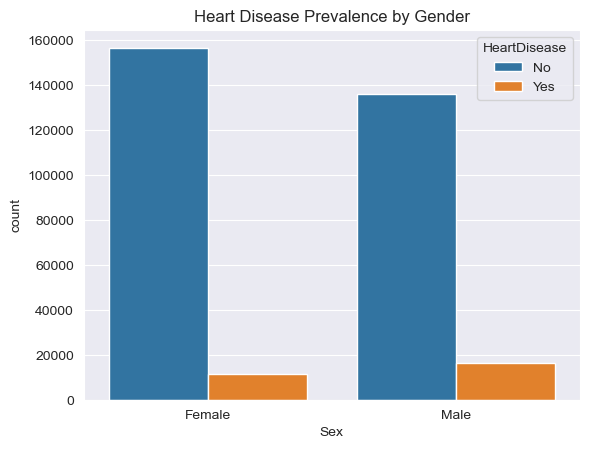 Heart Disease Prevalence by Gender
HeartDisease
No
Yes
160000
140000
120000
100000
80000
60000
40000
20000
0
count
Female
Male
Sex